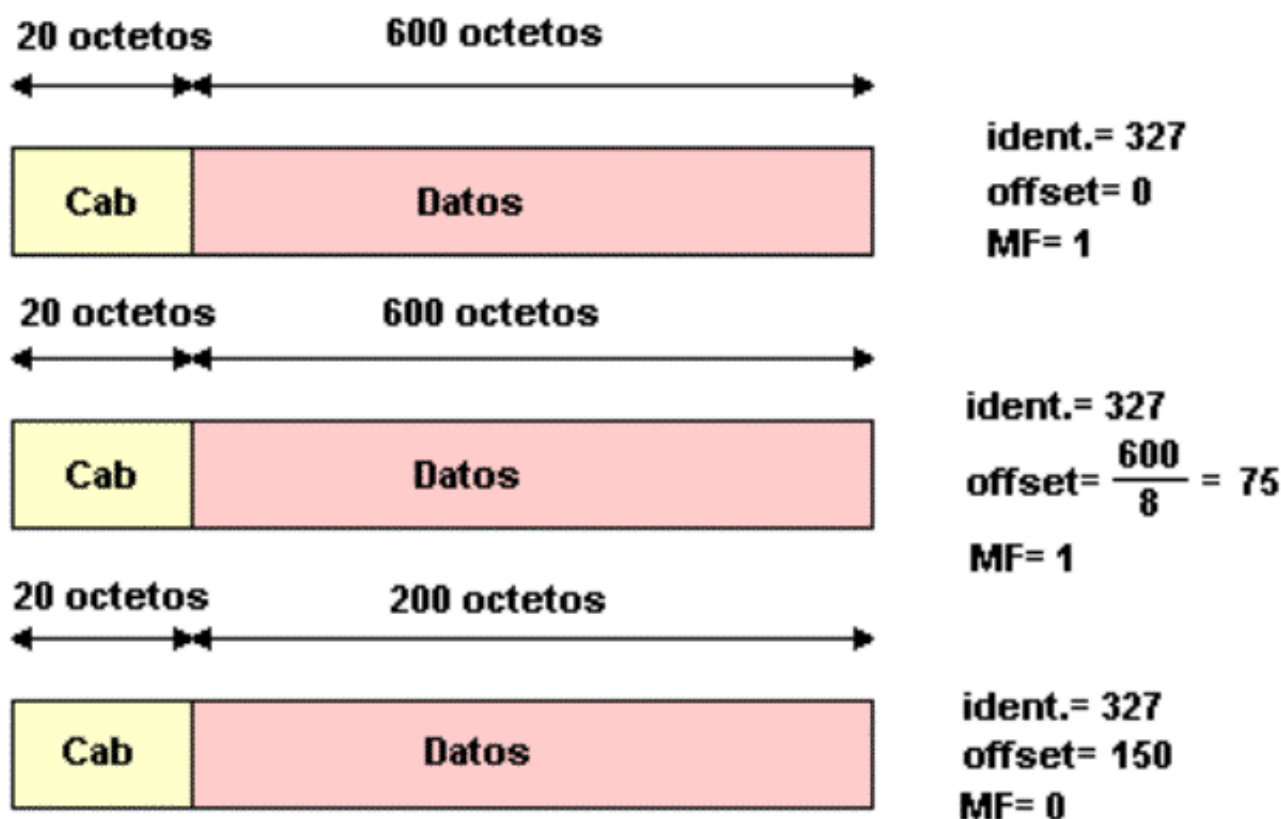 20 octetos 600 octetos
Cab Datos
ident.= 327
offset= 0
MF= 1
20 octetos 600 octetos
Cab Datos
ident.= 327
offset= 600/8 = 75
MF= 1
20 octetos 200 octetos
Cab Datos
ident.= 327
offset= 150
MF= 0